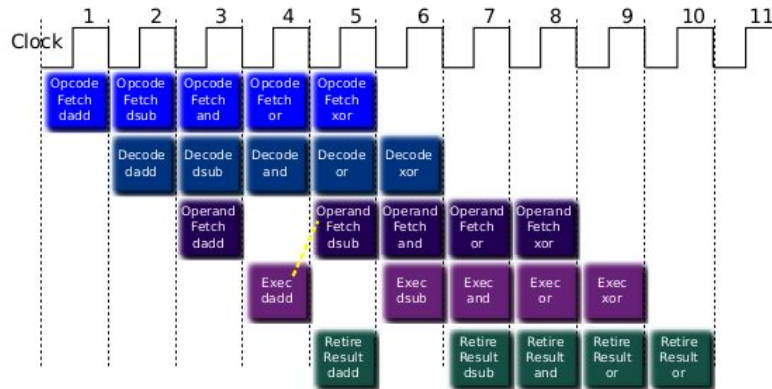 1 2 3 4 5 6 7 8 9 10 11
Clock
Opcode Fetch dadd
Opcode Fetch dsub
Opcode Fetch and
Opcode Fetch or
Opcode Fetch xor
Decode dadd
Decode dsub
Decode and
Decode or
Decode xor
Operand Fetch dadd
Operand Fetch dsub
Operand Fetch and
Operand Fetch or
Operand Fetch xor
Exec dadd
Exec dsub
Exec and
Exec or
Exec xor
Retire Result dadd
Retire Result dsub
Retire Result and
Retire Result or
Retire Result or